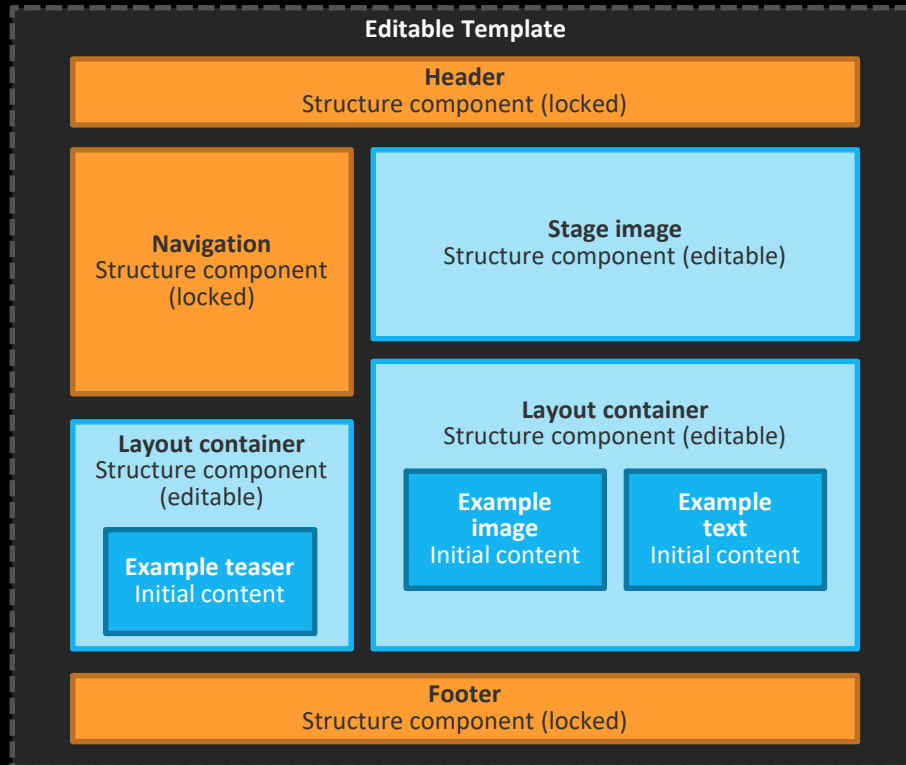 Editable Template
Header
Structure component (locked)
Navigation
Structure component
(locked)
Stage image
Structure component (editable)
Layout container
Structure component
(editable)
Example teaser
Initial content
Layout container
Structure component (editable)
Example
image
Initial content
Example
text
Initial content
Footer
Structure component (locked)